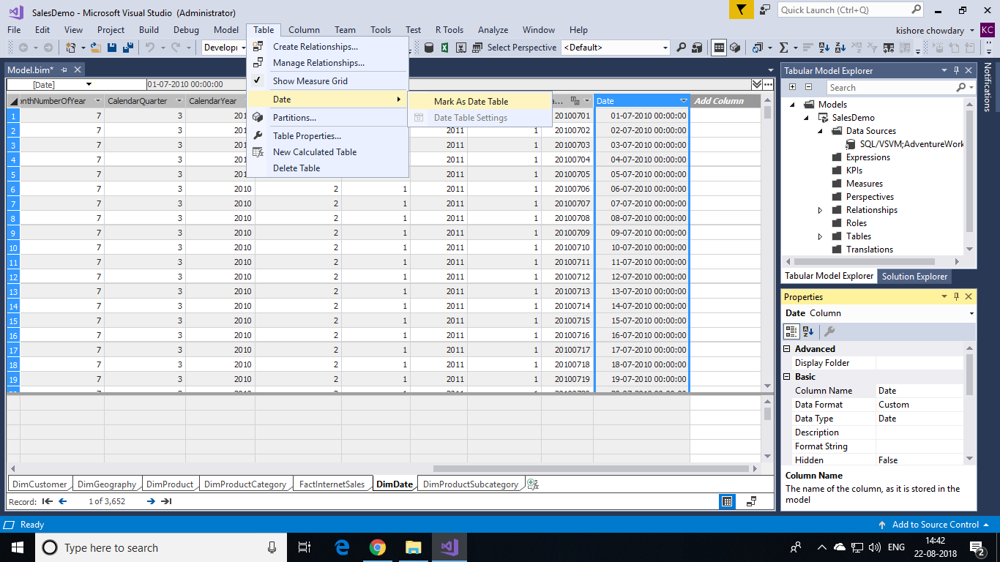 SalesDemo - Microsoft Visual Studio (Administrator)
Quick Launch (Ctrl+Q)
File Edit View Project Build Debug Model Table Column Team Tools Test R Tools Analyze Window Help
kishore chowdary KC
Developr
Select Perspective <Default>
Model.bim*
[Date] 01-07-2010 00:00:00
Create Relationships...
Manage Relationships...
Show Measure Grid
Date
Partitions...
Table Properties...
New Calculated Table
Delete Table
Mark As Date Table
Date Table Settings
onthNumberOfYear CalendarQuarter CalendarYear a... Date Add Column
1 7 3 201 20100701 01-07-2010 00:00:00
2 7 3 201 2011 1 20100702 02-07-2010 00:00:00
3 7 3 201 2011 1 20100703 03-07-2010 00:00:00
4 7 3 201 2011 1 20100704 04-07-2010 00:00:00
5 7 3 201 2011 1 20100705 05-07-2010 00:00:00
6 7 3 2010 2 1 2011 1 20100706 06-07-2010 00:00:00
7 7 3 2010 2 1 2011 1 20100707 07-07-2010 00:00:00
8 7 3 2010 2 1 2011 1 20100708 08-07-2010 00:00:00
9 7 3 2010 2 1 2011 1 20100709 09-07-2010 00:00:00
10 7 3 2010 2 1 2011 1 20100710 10-07-2010 00:00:00
11 7 3 2010 2 1 2011 1 20100711 11-07-2010 00:00:00
12 7 3 2010 2 1 2011 1 20100712 12-07-2010 00:00:00
13 7 3 2010 2 1 2011 1 20100713 13-07-2010 00:00:00
14 7 3 2010 2 1 2011 1 20100714 14-07-2010 00:00:00
15 7 3 2010 2 1 2011 1 20100715 15-07-2010 00:00:00
16 7 3 2010 2 1 2011 1 20100716 16-07-2010 00:00:00
17 7 3 2010 2 1 2011 1 20100717 17-07-2010 00:00:00
18 7 3 2010 2 1 2011 1 20100718 18-07-2010 00:00:00
19 7 3 2010 2 1 2011 1 20100719 19-07-2010 00:00:00
DimCustomer DimGeography DimProduct DimProductCategory FactInternetSales DimDate DimProductSubcategory
Record: 1 of 3,652
Tabular Model Explorer
Search
Models
SalesDemo
Data Sources
SQL/VSVM;AdventureWork
Expressions
KPIs
Measures
Perspectives
Relationships
Roles
Tables
Translations
Tabular Model Explorer Solution Explorer
Notifications
Properties
Date Column
Advanced
Display Folder
Basic
Column Name Date
Data Format Custom
Data Type Date
Description
Format String
Hidden False
Column Name
The name of the column, as it is stored in the
model
Ready
Add to Source Control
Type here to search
ENG
14:42
22-08-2018
2